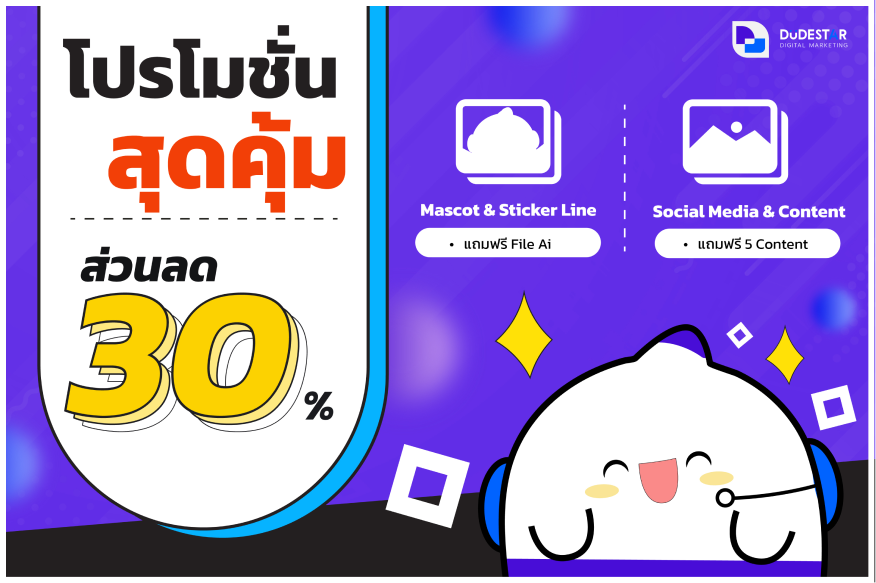 โปรโมชั่น
สุดคุ้ม
ส่วนลด
30%
DuDESTAR
DIGITAL MARKETING
Mascot & Sticker Line
• แถมฟรี File Ai
Social Media & Content
• แถมฟรี 5 Content